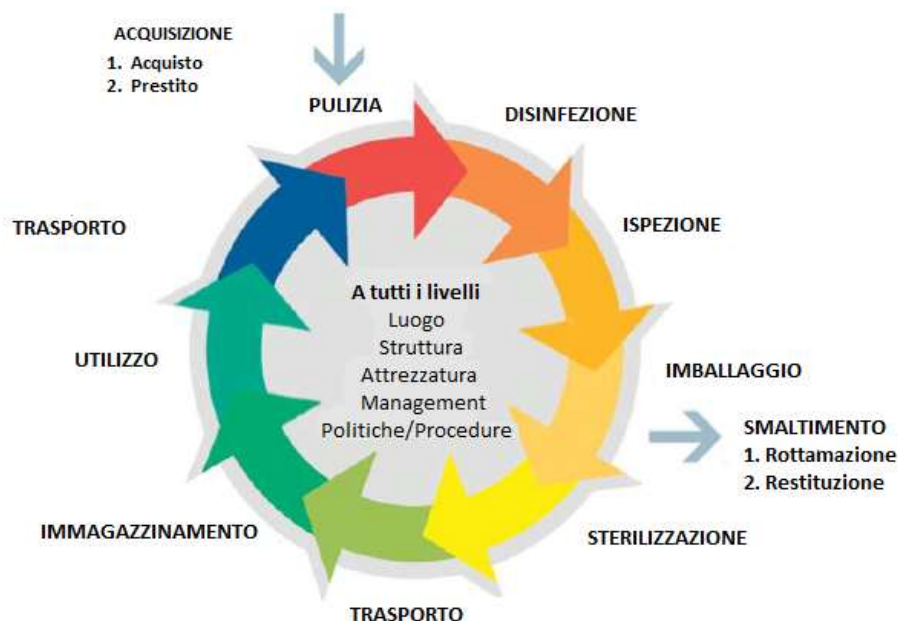 ACQUISIZIONE
1. Acquisto
2. Prestito
PULIZIA
DISINFEZIONE
ISPEZIONE
IMBALLAGGIO
SMALTIMENTO
1. Rottamazione
2. Restituzione
STERILIZZAZIONE
TRASPORTO
IMMAGAZZINAMENTO
UTILIZZO
TRASPORTO
A tutti i livelli
Luogo
Struttura
Attrezzatura
Management
Politiche/Procedure